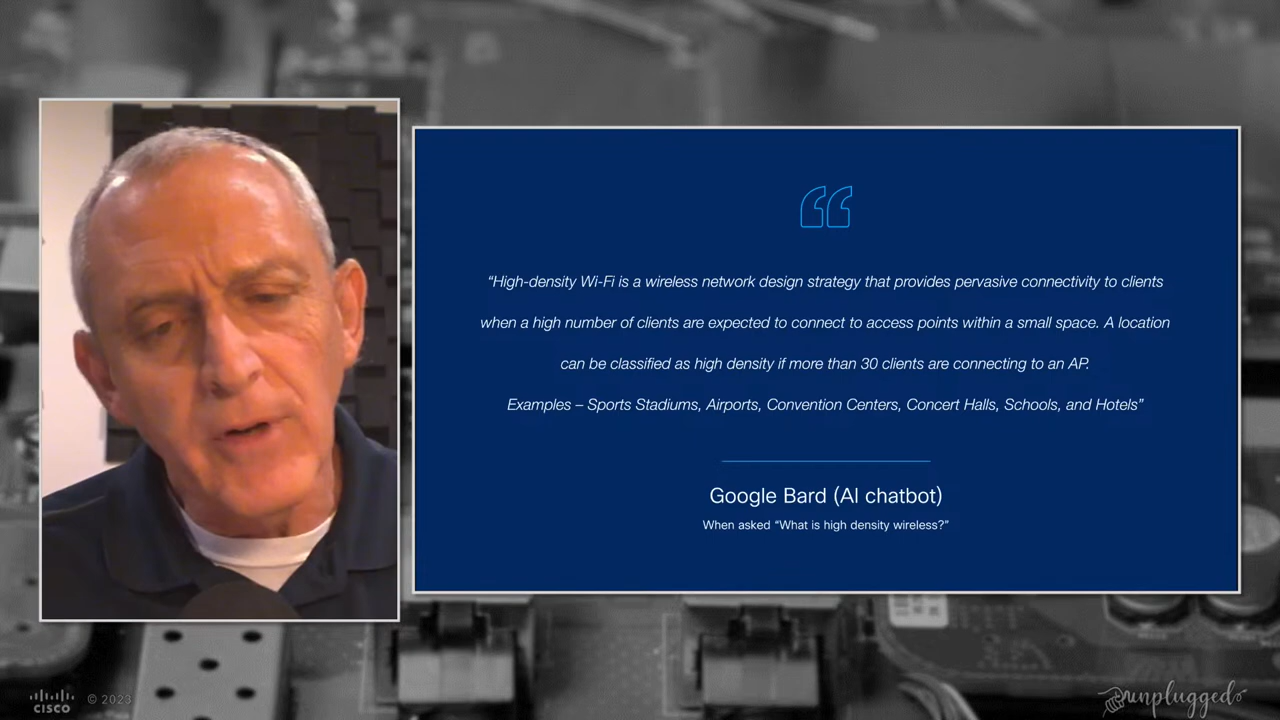 “High-density Wi-Fi is a wireless network design strategy that provides pervasive connectivity to clients
when a high number of clients are expected to connect to access points within a small space. A location
can be classified as high density if more than 30 clients are connecting to an AP.
Examples – Sports Stadiums, Airports, Convention Centers, Concert Halls, Schools, and Hotels”
Google Bard (AI chatbot)
When asked “What is high density wireless?”
CISCO
© 2023
unplugged